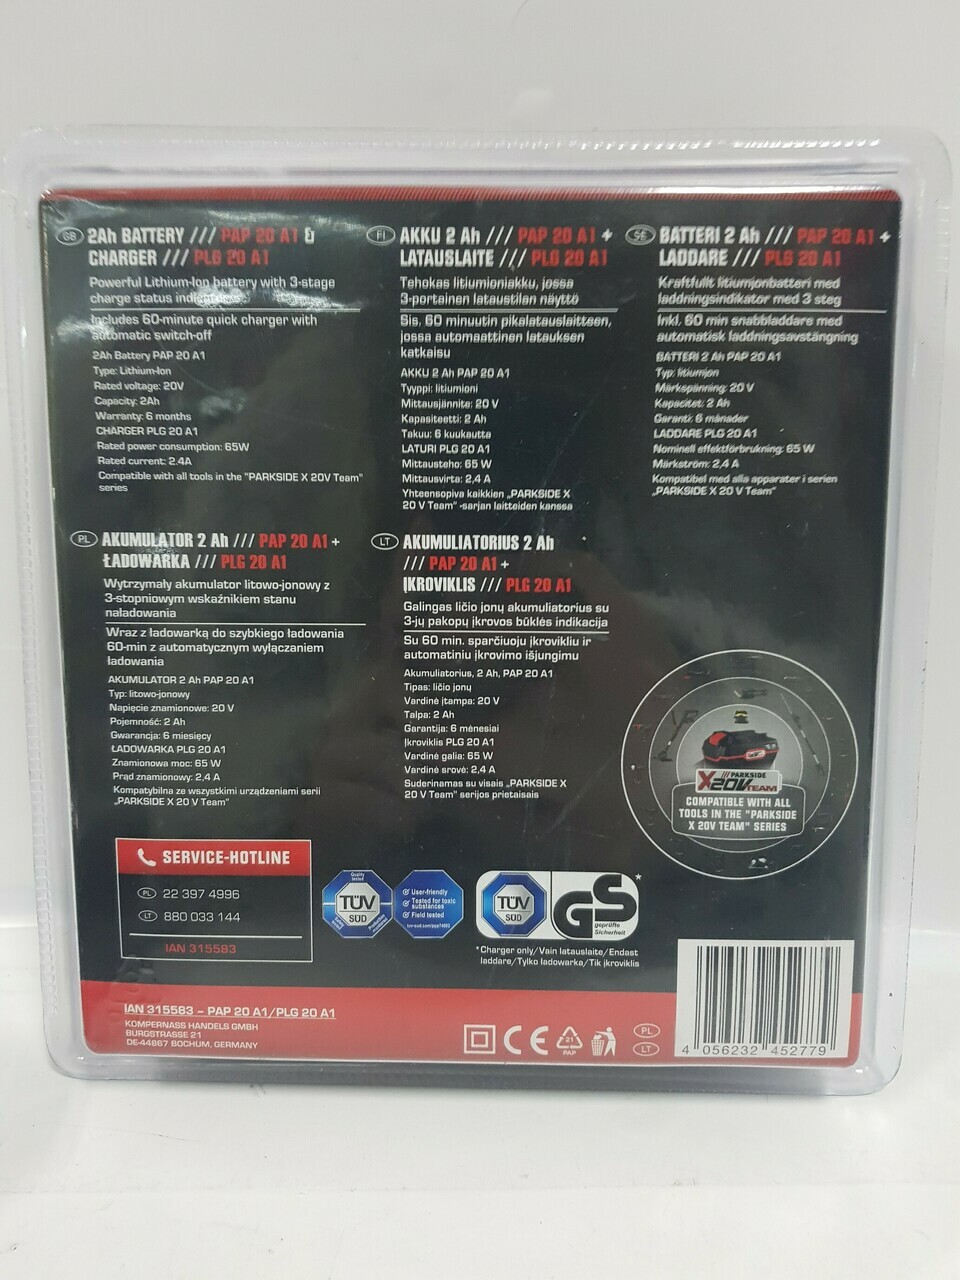 GB 2Ah BATTERY /// PAP 20 A1 &
CHARGER /// PLG 20 A1
Powerful Lithium-Ion battery with 3-stage
charge status
Includes 60-minute quick charger with
automatic switch-off
2Ah Battery PAP 20 A1
Type: Lithium-Ion
Rated voltage: 20V
Capacity: 2Ah
Warranty: 6 months
CHARGER PLG 20 A1
Rated power consumption: 65W
Rated current: 2.4A
Compatible with all tools in the "PARKSIDE X 20V Team"
series
FI AKKU 2 Ah /// PAP 20 A1 +
LATAUSLAITE /// PLG 20 A1
Tehokas litiumioniakku, jossa
3-portainen lataustilan näyttö
Sis. 60 minuutin pikalatauslaitteen,
jossa automaattinen latauksen
katkaisu
AKKU 2 Ah PAP 20 A1
Tyyppi: litiumioni
Mittausjännite: 20 V
Kapasiteetti: 2 Ah
Takuu: 6 kuukautta
LATURI PLG 20 A1
Mittausteho: 65 W
Mittausvirta: 2,4 A
Yhteensopiva kaikkien „PARKSIDE X
20 V Team" -sarjan laitteiden kanssa
SE BATTERI 2 Ah /// PAP 20 A1 +
LADDARE /// PLG 20 A1
Kraftfullt litiumjonbatteri med
laddningsindikator med 3 steg
Inkl. 60 min snabbladdare med
automatisk laddningsavstängning
BATTERI 2 Ah PAP 20 A1
Typ: litiumjon
Märkspänning: 20 V
Kapacitet: 2 Ah
Garanti: 6 månader
LADDARE PLG 20 A1
Nominell effektförbrukning: 65 W
Märkström: 2,4 A
Kompatibel med alla apparater i serien
„PARKSIDE X 20 V Team"
PL AKUMULATOR 2 Ah /// PAP 20 A1 +
ŁADOWARKA /// PLG 20 A1
Wytrzymały akumulator litowo-jonowy z
3-stopniowym wskaźnikiem stanu
naładowania
Wraz z ładowarką do szybkiego ładowania
60-min z automatycznym wyłączaniem
ładowania
AKUMULATOR 2 Ah PAP 20 A1
Typ: litowo-jonowy
Napięcie znamionowe: 20 V
Pojemność: 2 Ah
Gwarancja: 6 miesięcy
ŁADOWARKA PLG 20 A1
Znamionowa moc: 65 W
Prąd znamionowy: 2,4 A
Kompatybilna ze wszystkimi urządzeniami serii
„PARKSIDE X 20 V Team"
LT AKUMULIATORIUS 2 Ah
/// PAP 20 A1 +
ĮKROVIKLIS /// PLG 20 A1
Galingas ličio jonų akumuliatorius su
3-jų pakopų įkrovos būklės indikacija
Su 60 min. sparčiuoju įkrovikliu ir
automatiniu įkrovimo išjungimu
Akumuliatorius, 2 Ah, PAP 20 A1
Tipas: ličio jonų
Vardinė įtampa: 20 V
Talpa: 2 Ah
Garantija: 6 mėnesiai
Įkroviklis PLG 20 A1
Vardinė galia: 65 W
Vardinė srovė: 2,4 A
Suderinamas su visais „PARKSIDE X
20 V Team" serijos prietaisais
///PARKSIDE
X20VTEAM
COMPATIBLE WITH ALL
TOOLS IN THE "PARKSIDE
X 20V TEAM" SERIES
SERVICE-HOTLINE
PL 22 397 4996
LT 880 033 144
IAN 315583
Quality
tested
TÜV
SÜD
User-friendly
Tested for toxic
substances
Field tested
TÜV
SÜD
GS *
geprüfte
Sicherheit
*Charger only/Vain latauslaite/Endast
laddare/Tylko ładowarka/Tik įkroviklis
IAN 315583 – PAP 20 A1/PLG 20 A1
KOMPERNASS HANDELS GMBH
BURGSTRASSE 21
DE-44867 BOCHUM, GERMANY
CE
21
PAP
PL
LT
4 056232 452779